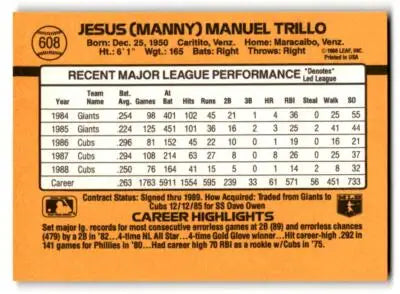 608
JESUS (MANNY) MANUEL TRILLO
Born: Dec. 25, 1950 Caritito, Venz. Home: Maracaibo, Venz.
Ht.: 6' 1" Wgt.: 165 Bats: Right Throws: Right
©1988 LEAF, INC.
Printed in USA
RECENT MAJOR LEAGUE PERFORMANCE *Denotes* Led League
Year Team Name Bat. Avg. Games At Bat Hits Runs 2B 3B HR RBI Steal Walk SO
1984 Giants .254 98 401 102 45 21 1 4 36 0 25 55
1985 Giants .224 125 451 101 36 16 2 3 25 2 41 44
1986 Cubs .296 81 152 45 22 10 0 1 19 0 16 21
1987 Cubs .294 108 214 63 27 8 0 8 26 0 25 37
1988 Cubs .250 76 164 41 15 5 0 1 14 2 8 32
Career .263 1763 5911 1554 595 239 33 61 571 56 451 733
Contract Status: Signed thru 1989. How Acquired: Traded from Giants to
Cubs 12/12/85 for SS Dave Owen
CAREER HIGHLIGHTS
Set major lg. records for most consecutive errorless games at 2B (89) and errorless chances
(479) by a 2B in '82...4-time NL All Star...4-time Gold Glove winner...Hit career-high .292 in
141 games for Phillies in '80...Had career high 70 RBI as a rookie w/Cubs in '75.